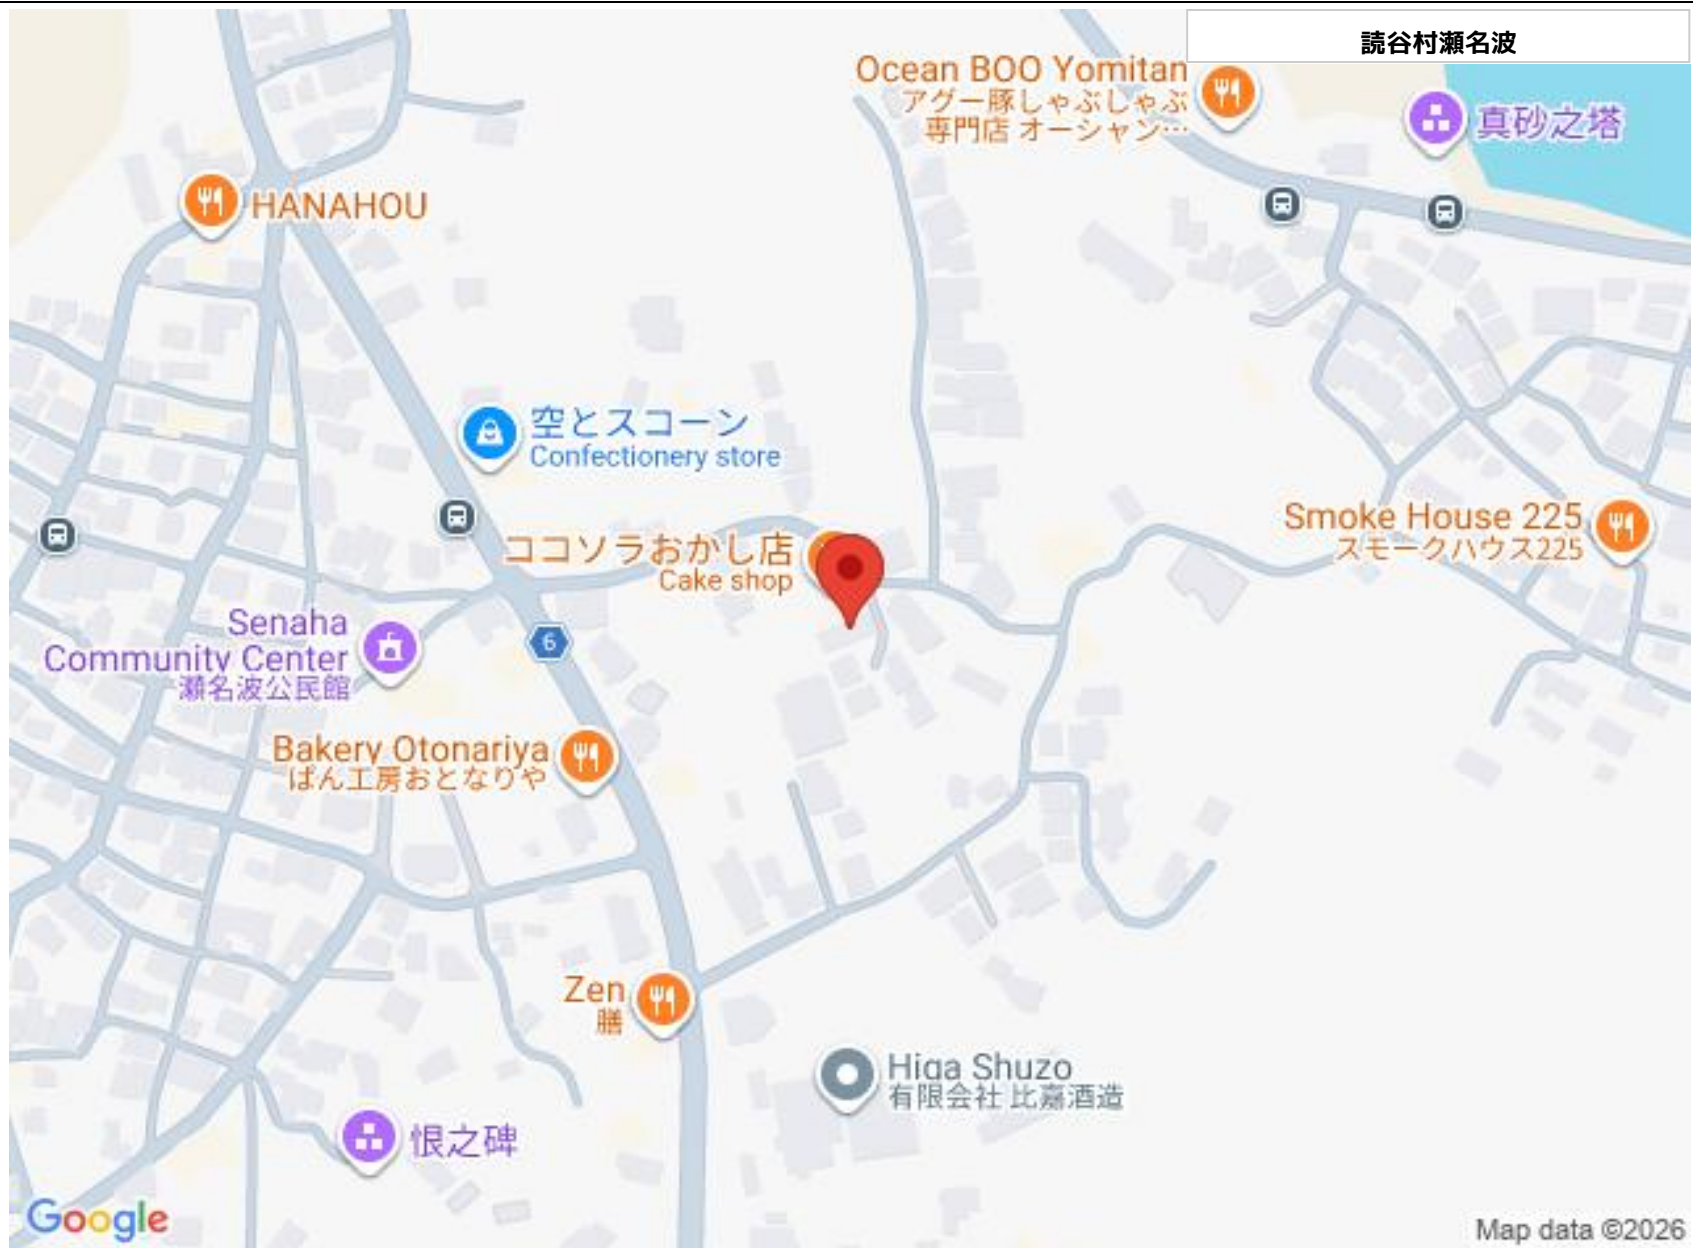 読谷村瀬名波
Ocean BOO Yomitan
アグー豚しゃぶしゃぶ
専門店 オーシャン…
真砂之塔
HANAHOU
空とスコーン
Confectionery store
ココソラおかし店
Cake shop
Smoke House 225
スモークハウス225
Senaha
Community Center
瀬名波公民館
6
Bakery Otonariya
ぱん工房おとなりや
Zen
膳
Higa Shuzo
有限会社 比嘉酒造
恨之碑
Google
Map data ©2026